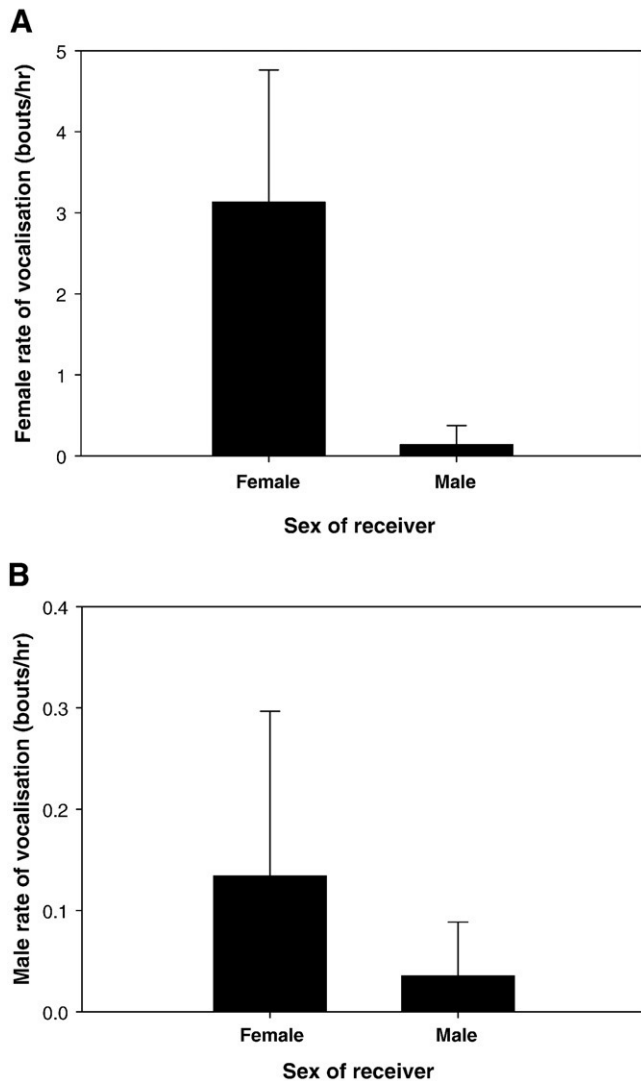 A
Female rate of vocalisation (bouts/hr)
5
4
3
2
1
0
Female Male
Sex of receiver
B
Male rate of vocalisation (bouts/hr)
0.4
0.3
0.2
0.1
0.0
Female Male
Sex of receiver